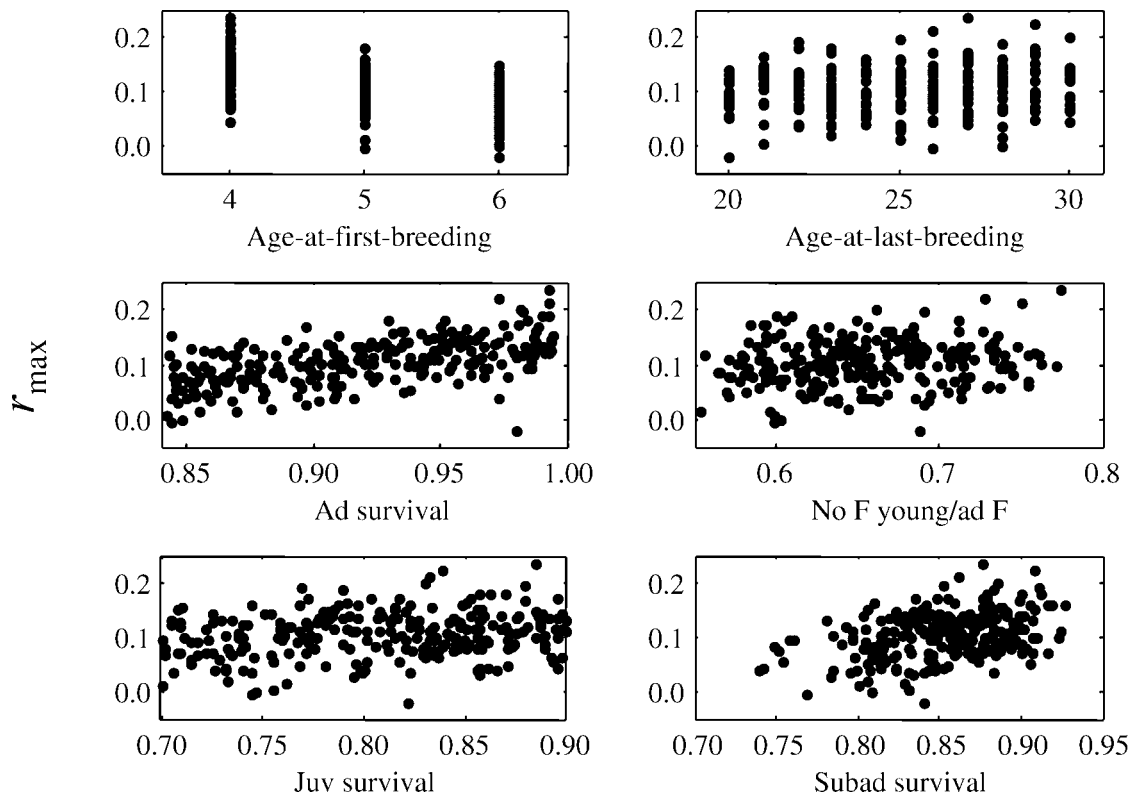 0.2
0.1
0.0
4 5 6
Age-at-first-breeding
0.2
0.1
0.0
20 25 30
Age-at-last-breeding
r max
0.2
0.1
0.0
0.85 0.90 0.95 1.00
Ad survival
0.2
0.1
0.0
0.6 0.7 0.8
No F young/ad F
0.2
0.1
0.0
0.70 0.75 0.80 0.85 0.90
Juv survival
0.2
0.1
0.0
0.70 0.75 0.80 0.85 0.90 0.95
Subad survival